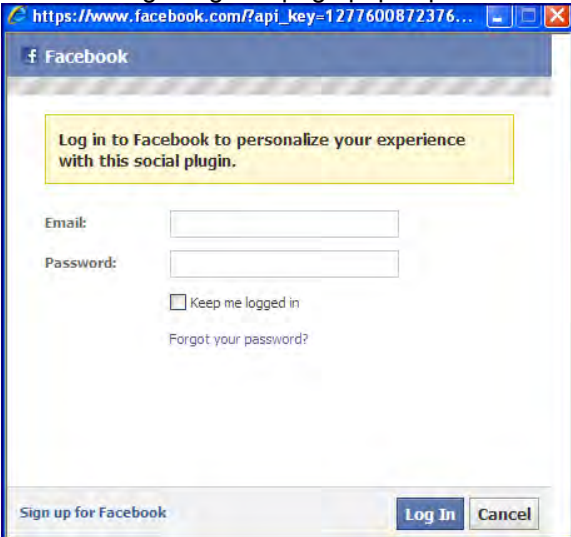 https://www.facebook.com/?api_key=1277600872376...
Facebook
Log in to Facebook to personalize your experience
with this social plugin.
Email:
Password:
Keep me logged in
Forgot your password?
Sign up for Facebook
Log In Cancel